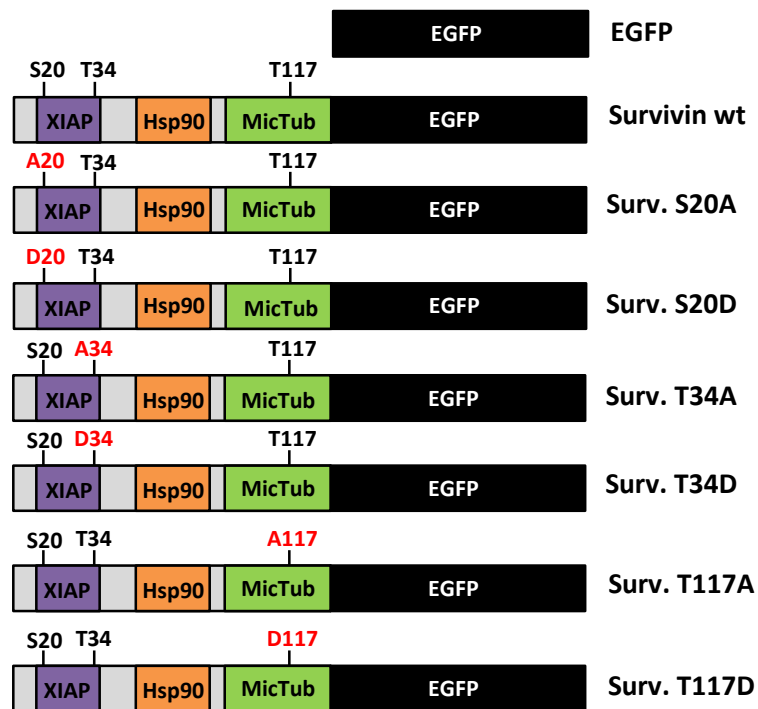 EGFP EGFP
S20 T34 T117
XIAP Hsp90 MicTub EGFP Survivin wt
A20 T34 T117
XIAP Hsp90 MicTub EGFP Surv. S20A
D20 T34 T117
XIAP Hsp90 MicTub EGFP Surv. S20D
S20 A34 T117
XIAP Hsp90 MicTub EGFP Surv. T34A
S20 D34 T117
XIAP Hsp90 MicTub EGFP Surv. T34D
S20 T34 A117
XIAP Hsp90 MicTub EGFP Surv. T117A
S20 T34 D117
XIAP Hsp90 MicTub EGFP Surv. T117D